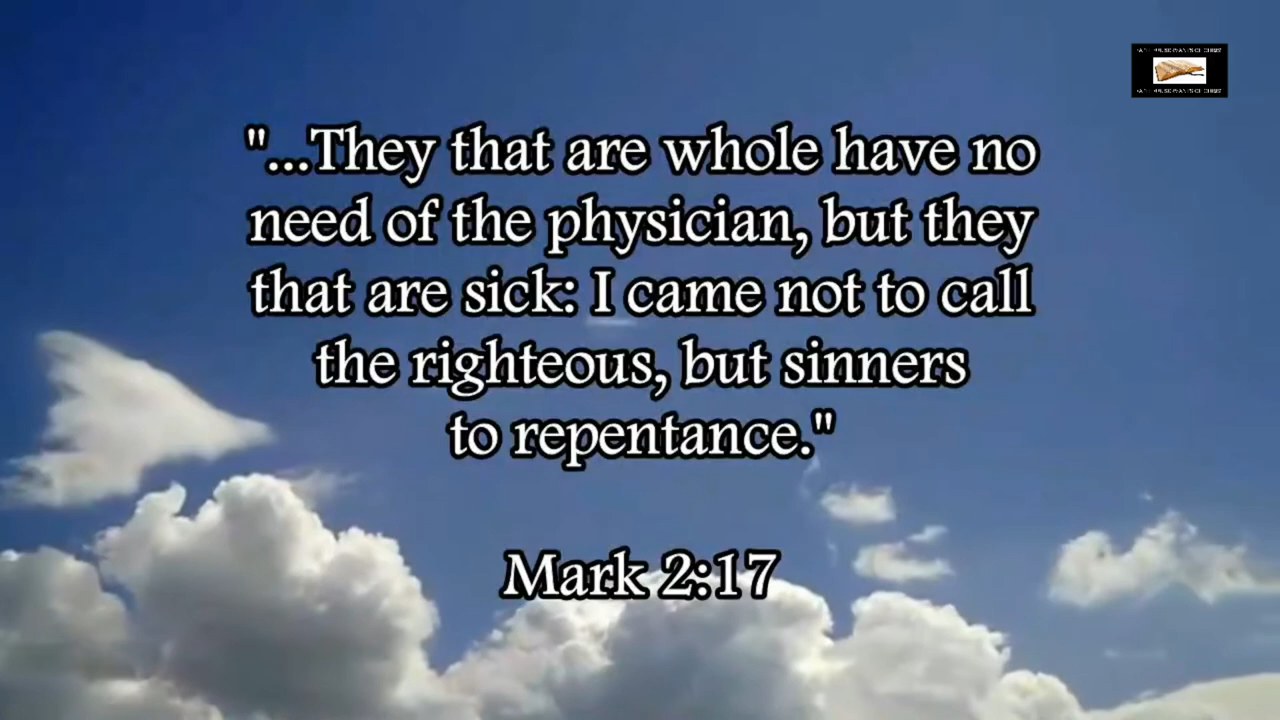 "...They that are whole have no
need of the physician, but they
that are sick: I came not to call
the righteous, but sinners
to repentance."
Mark 2:17